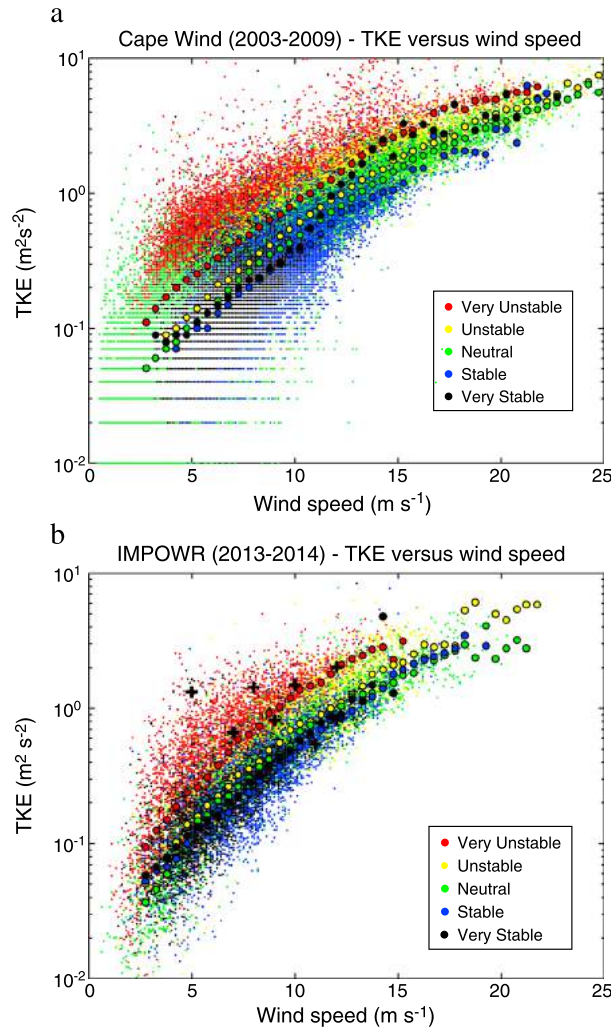 a
Cape Wind (2003-2009) - TKE versus wind speed
10¹
10⁰
10⁻¹
10⁻²
TKE (m²s⁻²)
Very Unstable
Unstable
Neutral
Stable
Very Stable
0 5 10 15 20 25
Wind speed (m s⁻¹)
b
IMPOWR (2013-2014) - TKE versus wind speed
10¹
10⁰
10⁻¹
10⁻²
TKE (m² s⁻²)
Very Unstable
Unstable
Neutral
Stable
Very Stable
0 5 10 15 20 25
Wind speed (m s⁻¹)